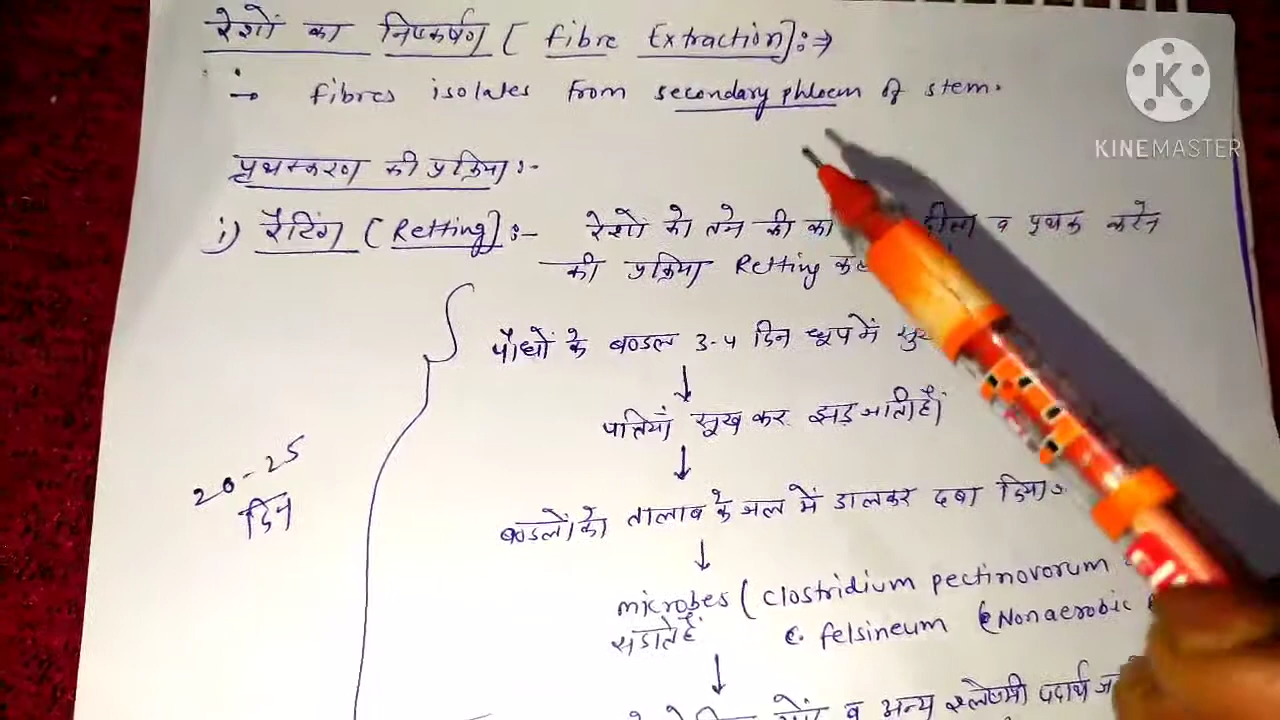 रेशों का निष्कर्षण ( fibre Extraction]:⇒
→ fibres isolates from secondary phloem of stem.
पृथक्करण की प्रक्रिया :-
i) रैटिंग (Retting] :- रेशों को तने की का व पृथक करने
की प्रक्रिया Retting
पौधों के बण्डल 3-4 दिन धूप में
↓
पत्तियाँ सूख कर झड़ जाती हैं।
↓
बण्डलों को तालाब के जल में डालकर दबा दिया
↓
microbes ( Clostridium pectinovorum
सडाते हैं C. felsineum (Nonaerobic
↓
व अन्य श्लेष्मी पदार्थ
20-25
दिन
K
KINEMASTER